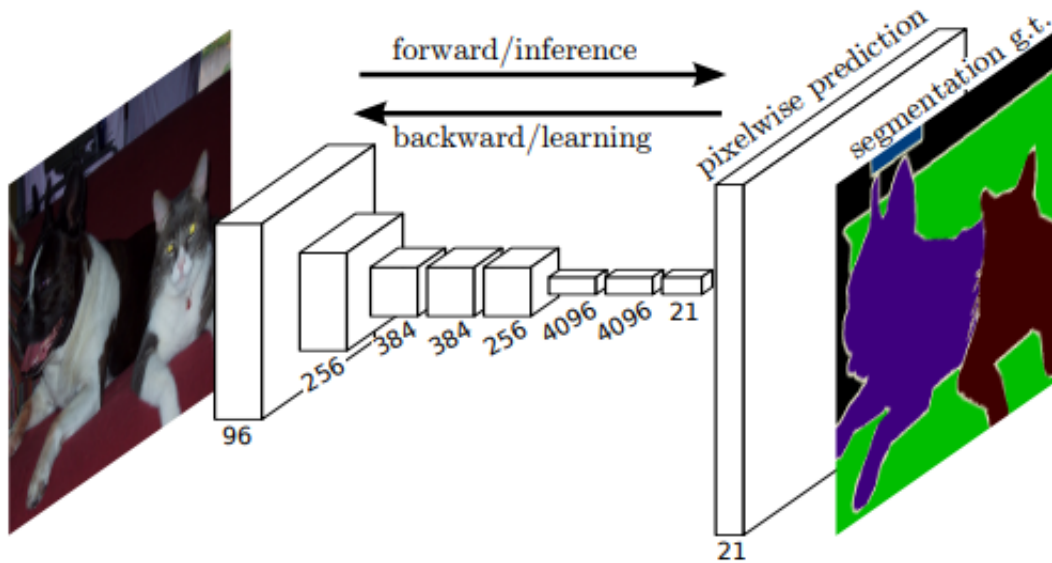 forward/inference
backward/learning
pixelwise prediction
segmentation g.t.
96
256
384
384
256
4096
4096
21
21